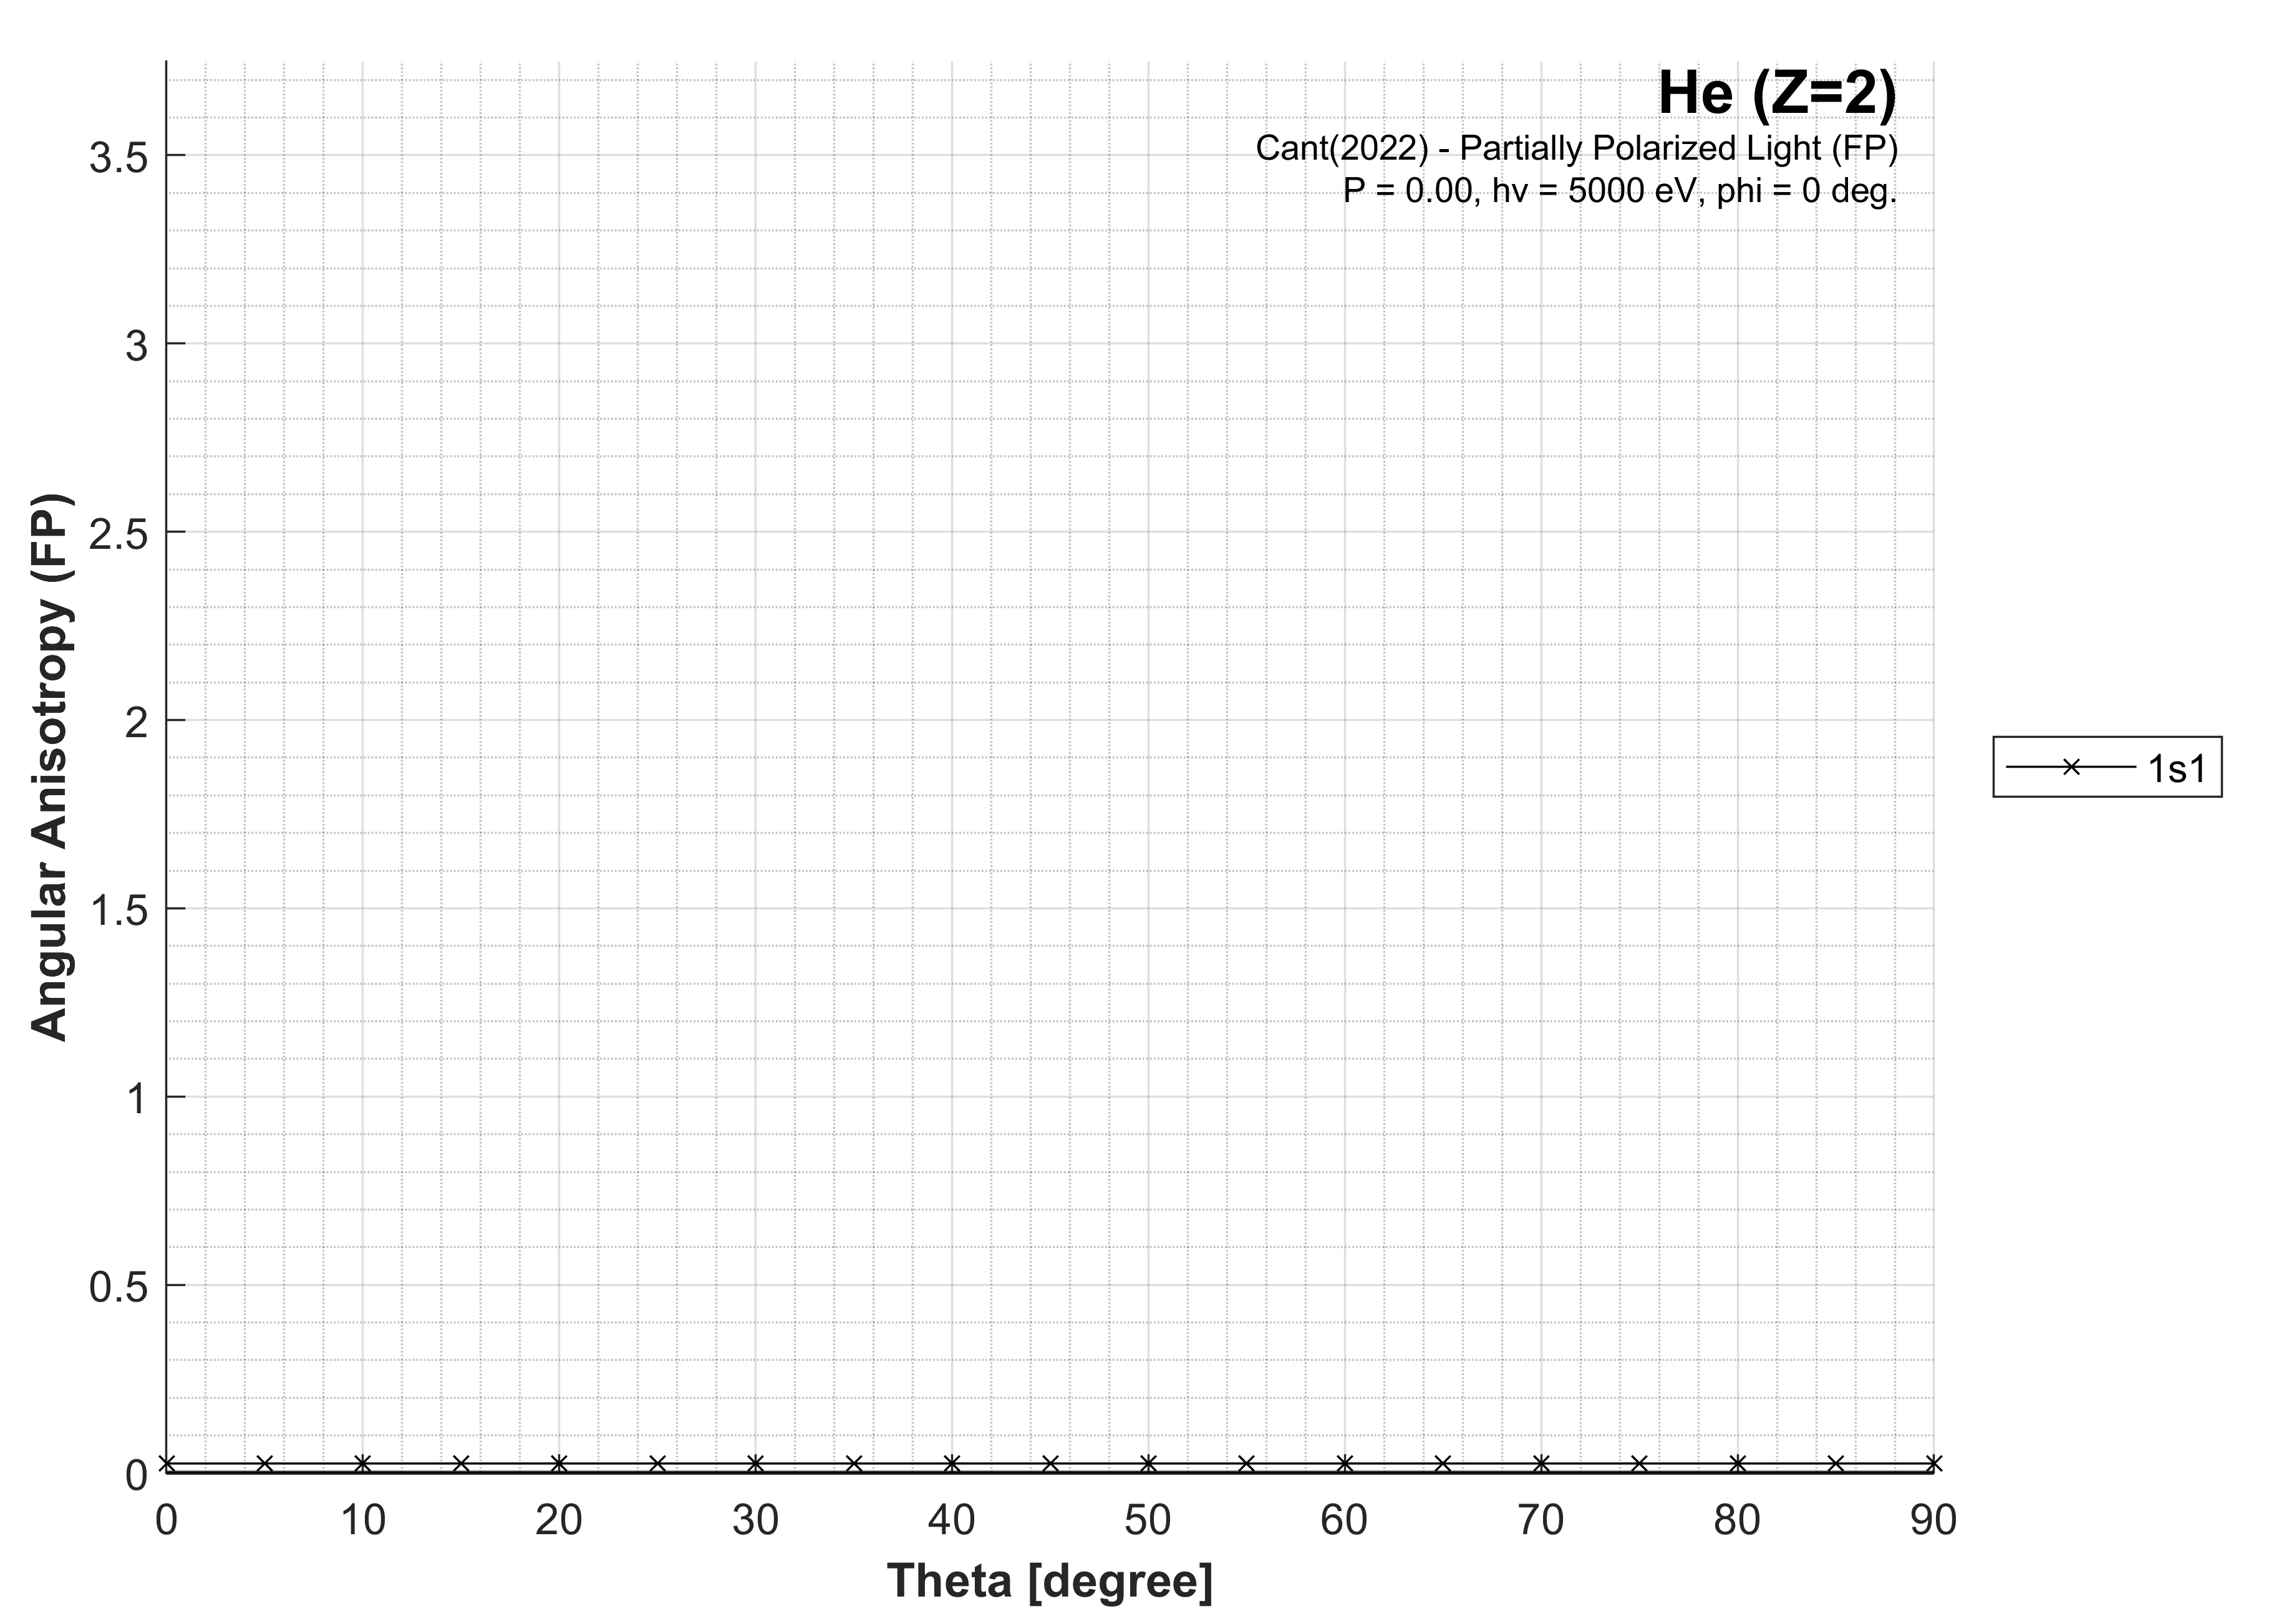 He (Z=2)
Cant(2022) - Partially Polarized Light (FP)
P = 0.00, hv = 5000 eV, phi = 0 deg.
Angular Anisotropy (FP)
3.5
3
2.5
2
1.5
1
0.5
0
0 10 20 30 40 50 60 70 80 90
Theta [degree]
1s1